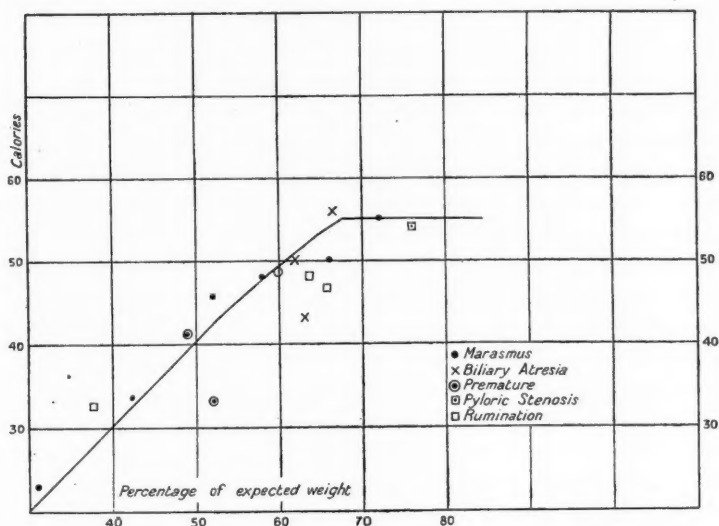 Calories
60
50
40
30
60
50
40
30
Marasmus
Biliary Atresia
Premature
Pyloric Stenosis
Rumination
Percentage of expected weight
40
50
60
70
80